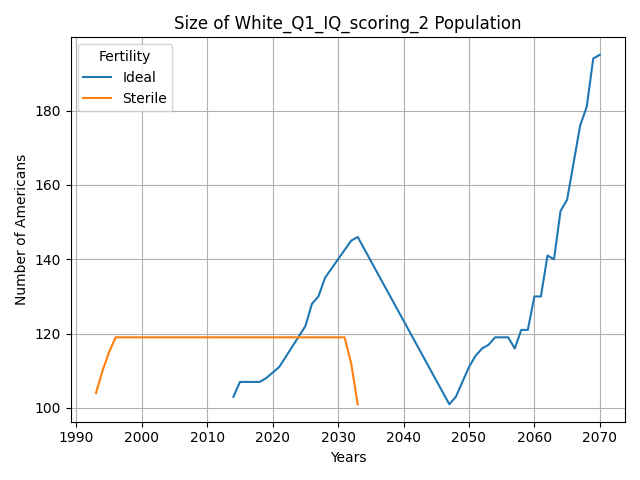 Size of White_Q1_IQ_scoring_2 Population
Fertility
Ideal
Sterile
Number of Americans
180
160
140
120
100
1990 2000 2010 2020 2030 2040 2050 2060 2070
Years